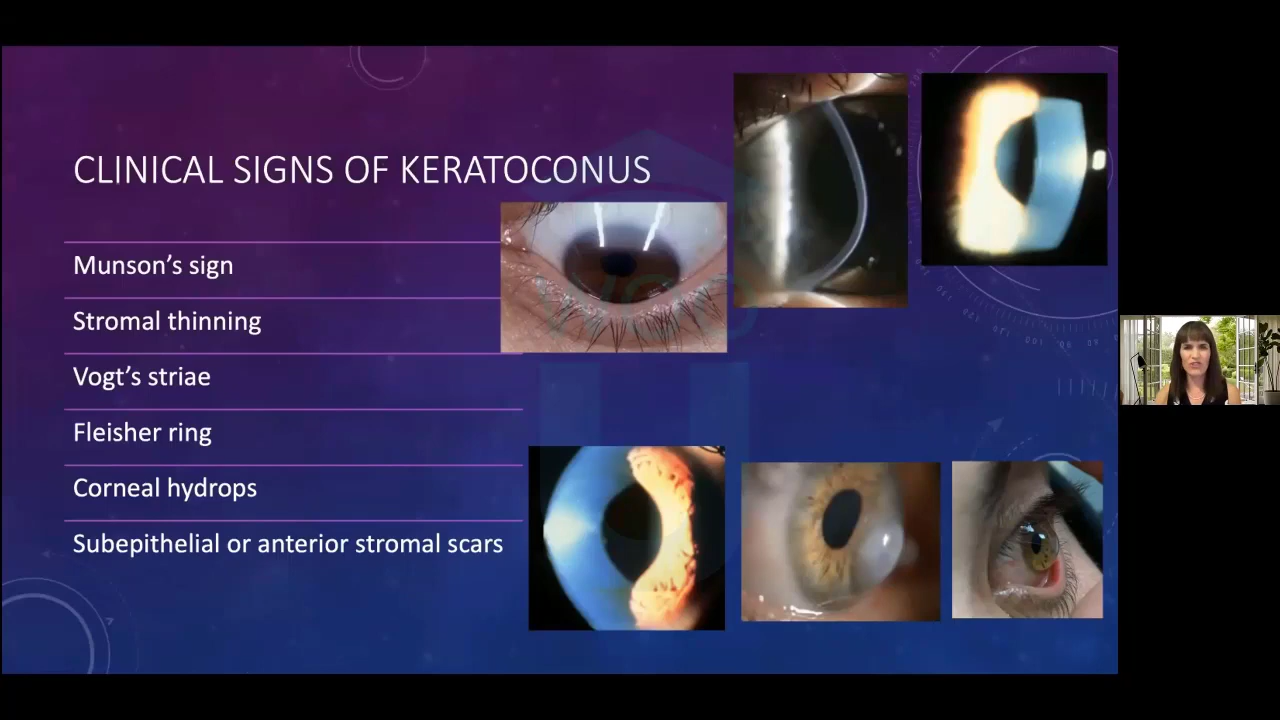 CLINICAL SIGNS OF KERATOCONUS
Munson’s sign
Stromal thinning
Vogt’s striae
Fleisher ring
Corneal hydrops
Subepithelial or anterior stromal scars